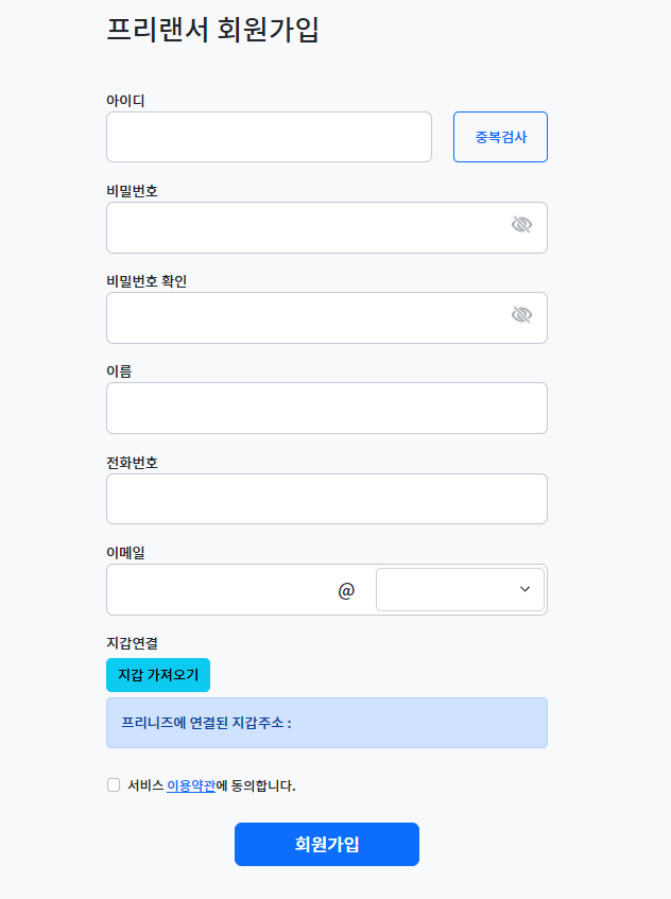 프리랜서 회원가입
아이디
중복검사
비밀번호
비밀번호 확인
이름
전화번호
이메일
@
지갑연결
지갑 가져오기
프리니즈에 연결된 지갑주소 :
서비스 이용약관에 동의합니다.
회원가입